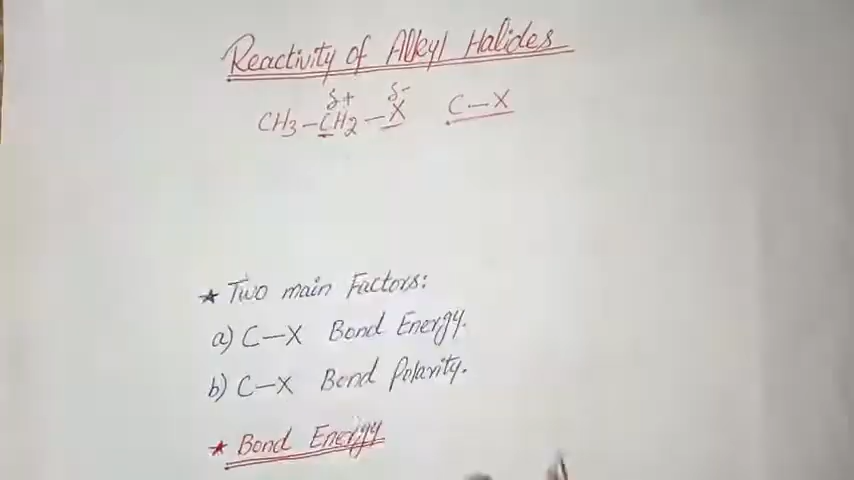 Reactivity of Alkyl Halides
δ+ δ-
CH3-CH2-X C-X
★ Two main Factors:
a) C-X Bond Energy.
b) C-X Bond Polarity.
★ Bond Energy